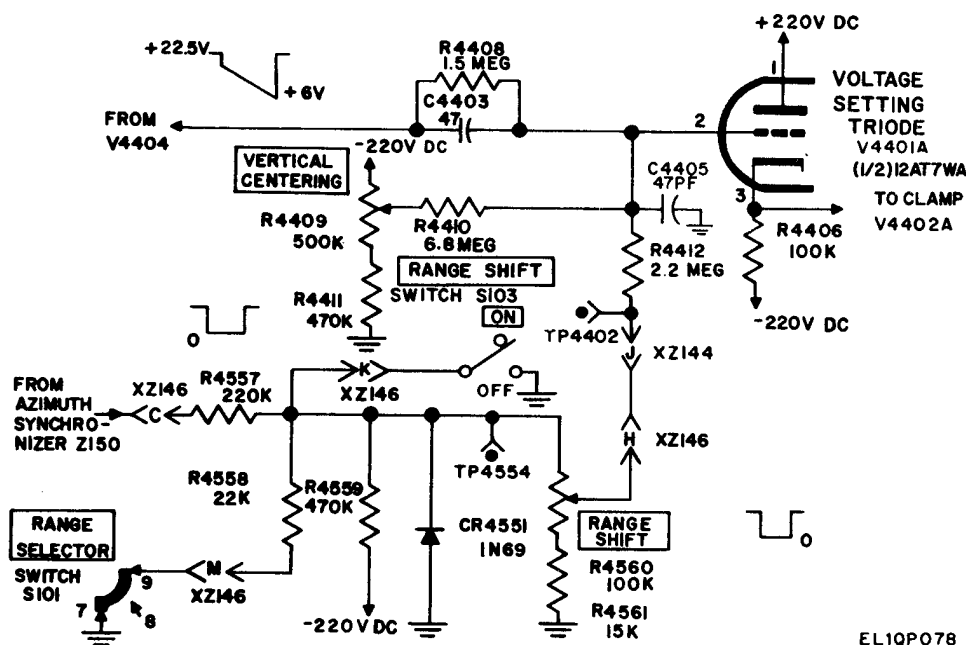 +220V DC
+22.5V
+6V
R4408
1.5 MEG
C4403
47
1
2
3
VOLTAGE
SETTING
TRIODE
V4401A
(1/2)12AT7WA
FROM
V4404
-220V DC
VERTICAL
CENTERING
C4405
47PF
TO CLAMP
V4402A
R4409
500K
R4410
6.8MEG
R4406
100K
R4412
2.2 MEG
RANGE SHIFT
SWITCH S103
R4411
470K
ON
-220V DC
TP4402
J
XZ144
O
K
XZ146
OFF
FROM
AZIMUTH
SYNCHRO-
NIZER Z150
XZ146
C
R4557
220K
H
XZ146
TP4554
R4558
22K
R4559
470K
CR4551
1N69
RANGE
SHIFT
O
RANGE
SELECTOR
SWITCH
S101
9
7
8
M
XZ146
R4560
100K
R4561
15K
-220V DC
EL1QP078